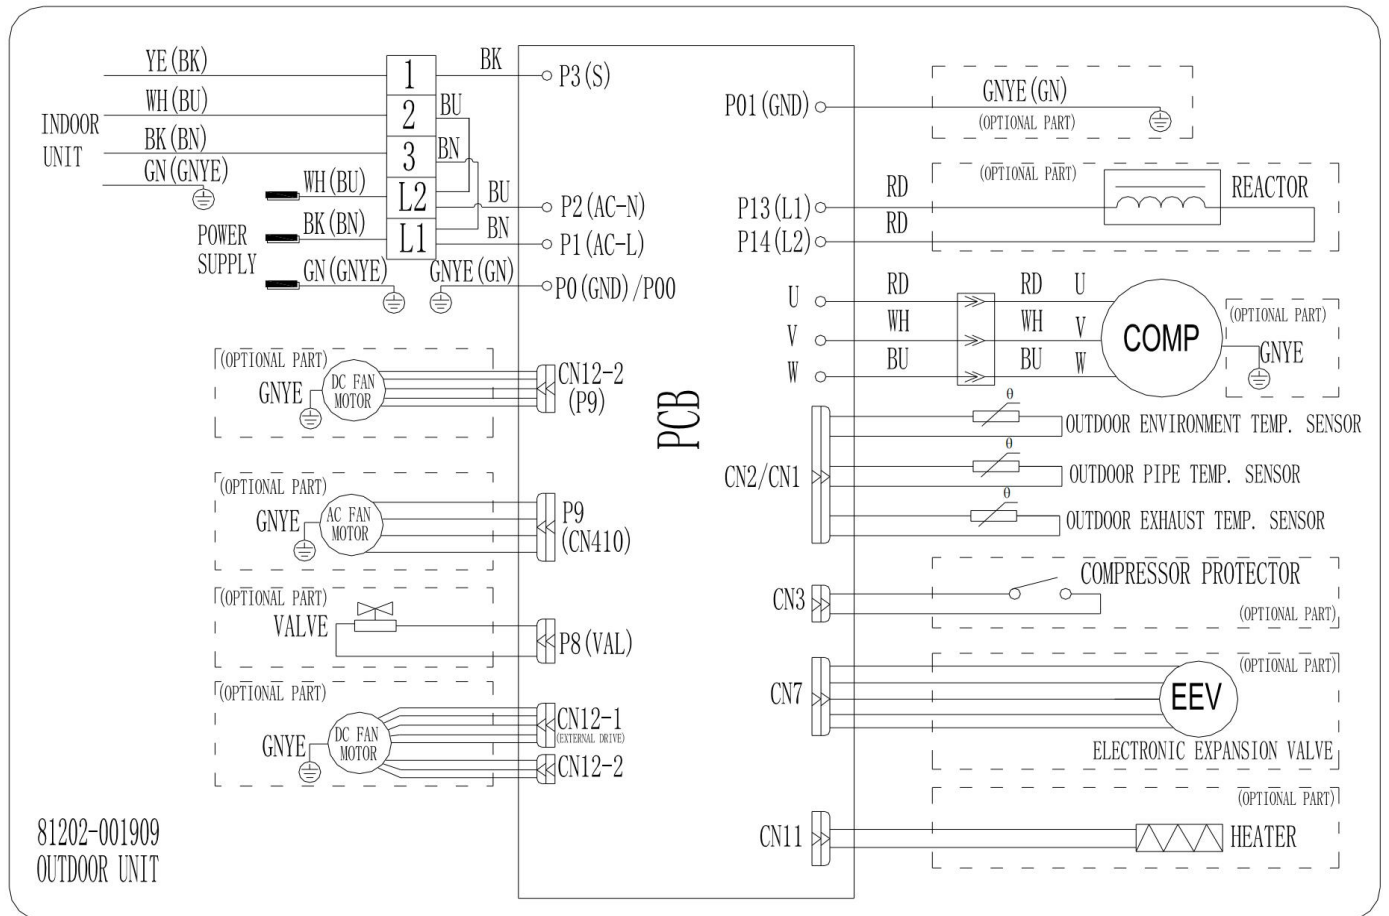 YE(BK)
1
BK
P3(S)
WH(BU)
2
BU
INDOOR
UNIT
BK(BN)
3
BN
GN(GNYE)
WH(BU)
L2
BU
P2(AC-N)
POWER
SUPPLY
BK(BN)
L1
BN
P1(AC-L)
GN(GNYE)
GNYE(GN)
P0(GND)/P00
(OPTIONAL PART)
DC FAN
MOTOR
GNYE
CN12-2
(P9)
(OPTIONAL PART)
AC FAN
MOTOR
GNYE
P9
(CN410)
(OPTIONAL PART)
VALVE
P8(VAL)
(OPTIONAL PART)
DC FAN
MOTOR
GNYE
CN12-1
(EXTERNAL DRIVE)
CN12-2
81202-001909
OUTDOOR UNIT
PCB
P01(GND)
GNYE(GN)
(OPTIONAL PART)
(OPTIONAL PART)
REACTOR
P13(L1)
RD
P14(L2)
RD
U
RD
RD
U
V
WH
WH
V
W
BU
BU
W
COMP
(OPTIONAL PART)
GNYE
CN2/CN1
θ
OUTDOOR ENVIRONMENT TEMP. SENSOR
θ
OUTDOOR PIPE TEMP. SENSOR
θ
OUTDOOR EXHAUST TEMP. SENSOR
CN3
COMPRESSOR PROTECTOR
(OPTIONAL PART)
CN7
(OPTIONAL PART)
EEV
ELECTRONIC EXPANSION VALVE
(OPTIONAL PART)
CN11
HEATER